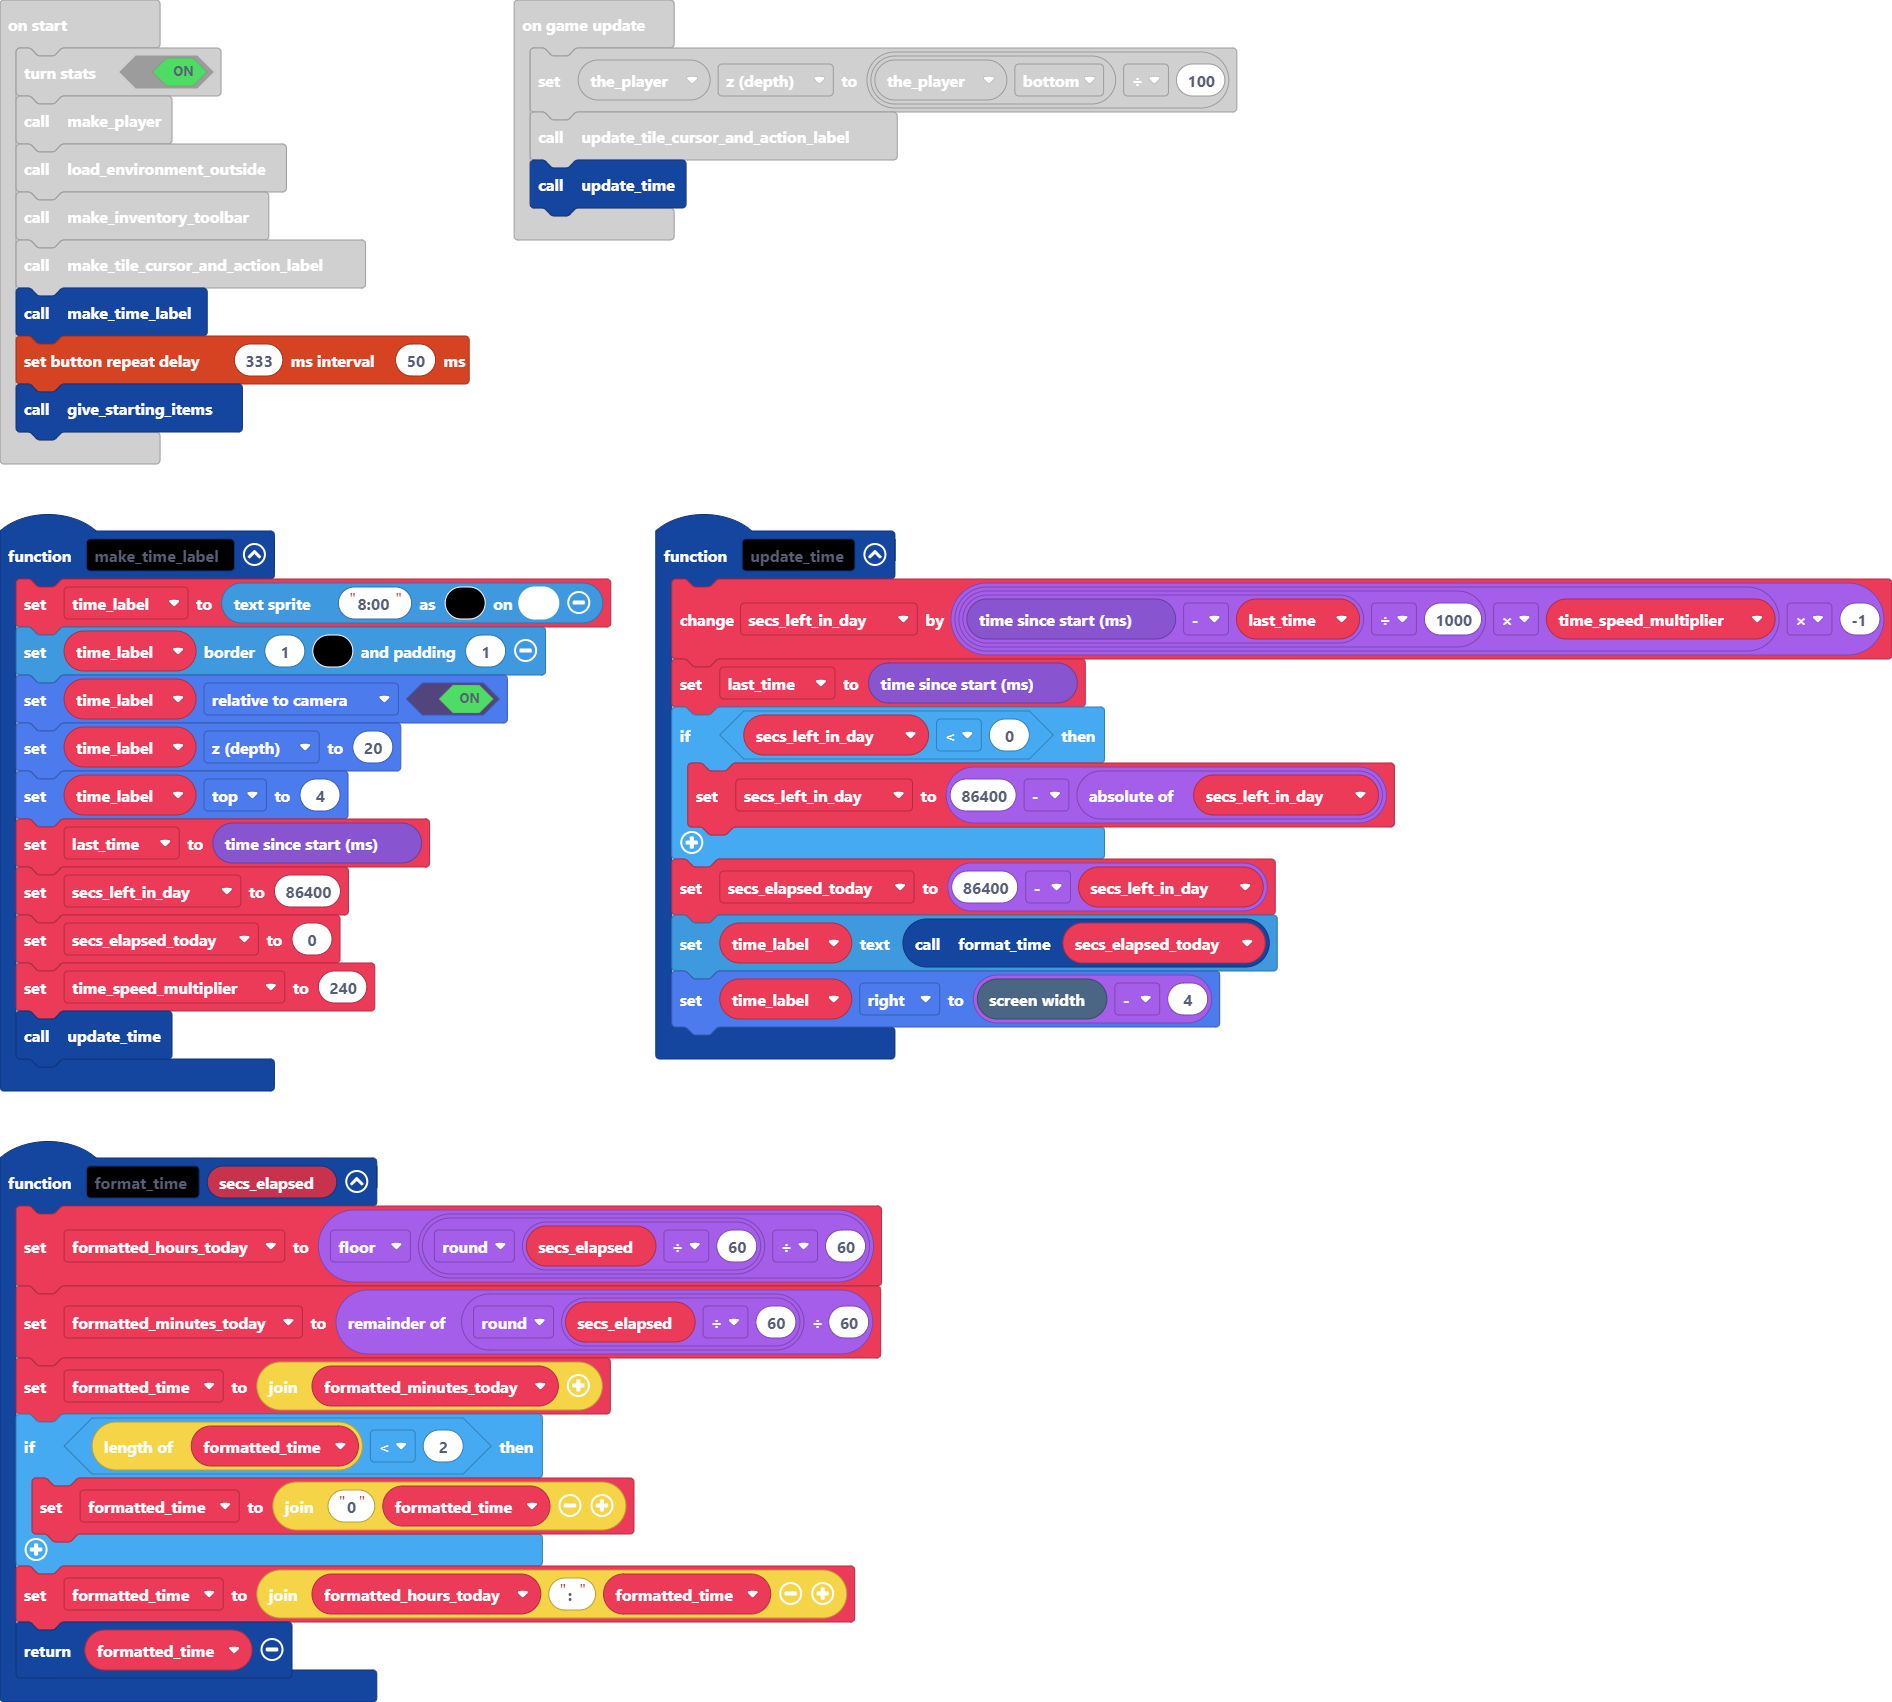 on start
turn stats ON
call make_player
call load_environment_outside
call make_inventory_toolbar
call make_tile_cursor_and_action_label
call make_time_label
set button repeat delay 333 ms interval 50 ms
call give_starting_items
on game update
set the_player z (depth) to the_player bottom ÷ 100
call update_tile_cursor_and_action_label
call update_time
function make_time_label
set time_label to text sprite "8:00" as on
set time_label border 1 and padding 1
set time_label relative to camera ON
set time_label z (depth) to 20
set time_label top to 4
set last_time to time since start (ms)
set secs_left_in_day to 86400
set secs_elapsed_today to 0
set time_speed_multiplier to 240
call update_time
function update_time
change secs_left_in_day by time since start (ms) - last_time ÷ 1000 × time_speed_multiplier × -1
set last_time to time since start (ms)
if secs_left_in_day < 0 then
set secs_left_in_day to 86400 - absolute of secs_left_in_day
set secs_elapsed_today to 86400 - secs_left_in_day
set time_label text call format_time secs_elapsed_today
set time_label right to screen width - 4
function format_time secs_elapsed
set formatted_hours_today to floor round secs_elapsed ÷ 60 ÷ 60
set formatted_minutes_today to remainder of round secs_elapsed ÷ 60 ÷ 60
set formatted_time to join formatted_minutes_today
if length of formatted_time < 2 then
set formatted_time to join "0" formatted_time
set formatted_time to join formatted_hours_today ":" formatted_time
return formatted_time